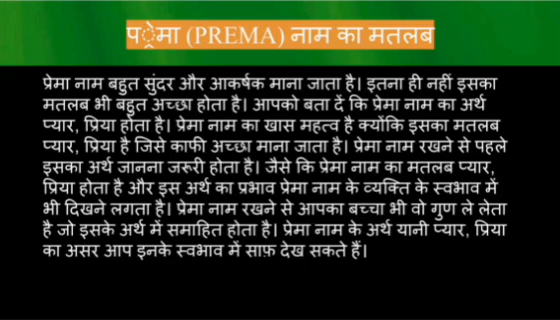 प्रेमा (PREMA) नाम का मतलब
प्रेमा नाम बहुत सुंदर और आकर्षक माना जाता है। इतना ही नहीं इसका
मतलब भी बहुत अच्छा होता है। आपको बता दें कि प्रेमा नाम का अर्थ
प्यार, प्रिया होता है। प्रेमा नाम का खास महत्व है क्योंकि इसका मतलब
प्यार, प्रिया है जिसे काफी अच्छा माना जाता है। प्रेमा नाम रखने से पहले
इसका अर्थ जानना जरूरी होता है। जैसे कि प्रेमा नाम का मतलब प्यार,
प्रिया होता है और इस अर्थ का प्रभाव प्रेमा नाम के व्यक्ति के स्वभाव में
भी दिखने लगता है। प्रेमा नाम रखने से आपका बच्चा भी वो गुण ले लेता
है जो इसके अर्थ में समाहित होता है। प्रेमा नाम के अर्थ यानी प्यार, प्रिया
का असर आप इनके स्वभाव में साफ़ देख सकते हैं।